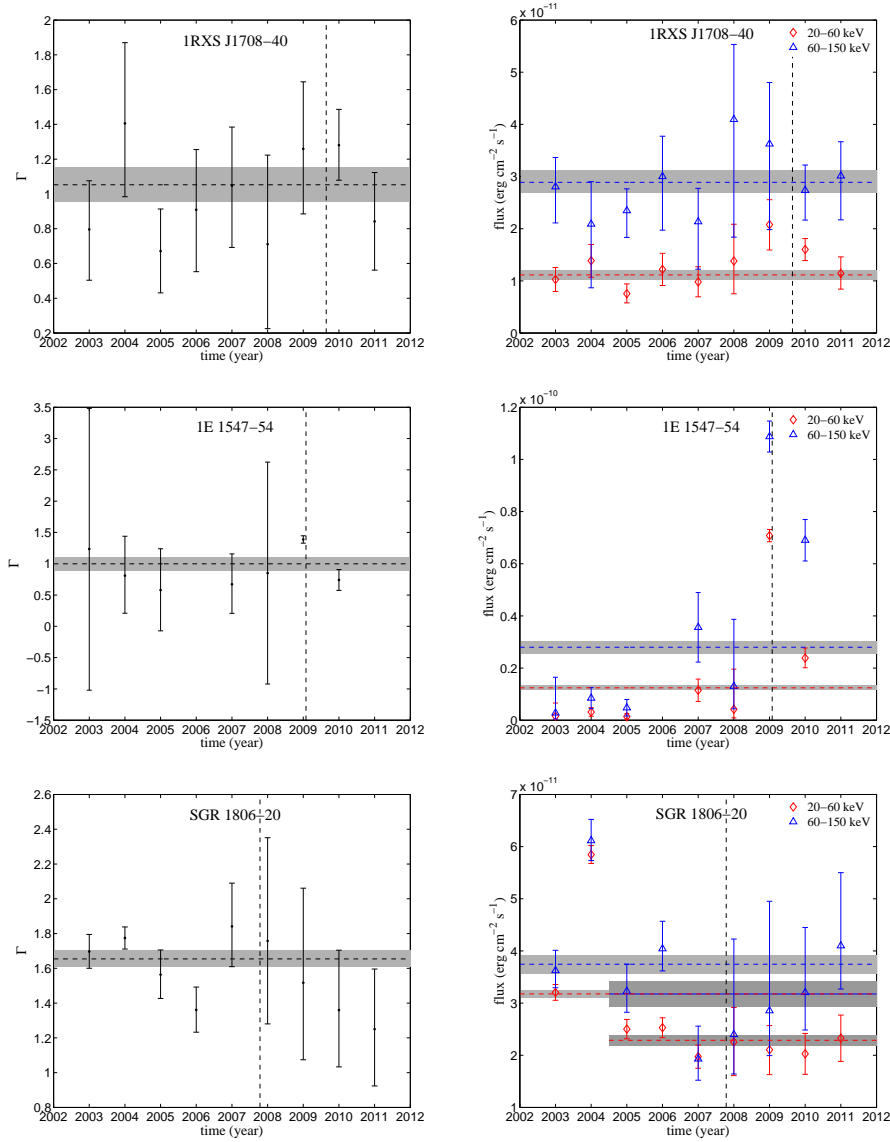 1RXS J1708−40
Γ
2
1.8
1.6
1.4
1.2
1
0.8
0.6
0.4
0.2
2002 2003 2004 2005 2006 2007 2008 2009 2010 2011 2012
time (year)
x 10−11
1RXS J1708−40
20−60 keV
60−150 keV
flux (erg cm−2 s−1)
6
5
4
3
2
1
0
2002 2003 2004 2005 2006 2007 2008 2009 2010 2011 2012
time (year)
1E 1547−54
Γ
3.5
3
2.5
2
1.5
1
0.5
0
−0.5
−1
−1.5
2002 2003 2004 2005 2006 2007 2008 2009 2010 2011 2012
time (year)
x 10−10
1E 1547−54
20−60 keV
60−150 keV
flux (erg cm−2 s−1)
1.2
1
0.8
0.6
0.4
0.2
0
2002 2003 2004 2005 2006 2007 2008 2009 2010 2011 2012
time (year)
SGR 1806−20
Γ
2.6
2.4
2.2
2
1.8
1.6
1.4
1.2
1
0.8
2002 2003 2004 2005 2006 2007 2008 2009 2010 2011 2012
time (year)
x 10−11
SGR 1806−20
20−60 keV
60−150 keV
flux (erg cm−2 s−1)
7
6
5
4
3
2
1
2002 2003 2004 2005 2006 2007 2008 2009 2010 2011 2012
time (year)